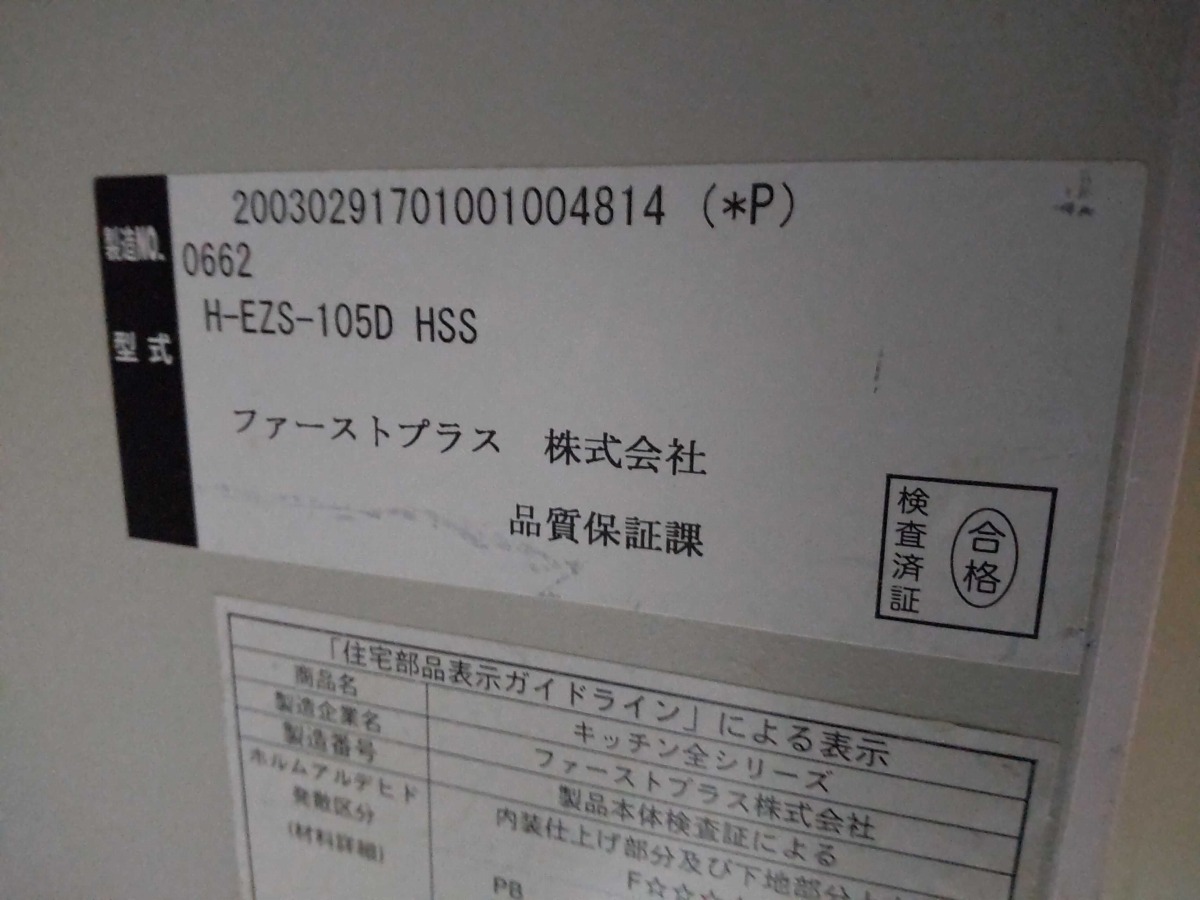 製造NO.
20030291701001004814 (*P)
0662
型式
H-EZS-105D HSS
ファーストプラス 株式会社
品質保証課
検査済証
合格
「住宅部品表示ガイドライン」による表示
商品名
キッチン全シリーズ
製造企業名
ファーストプラス株式会社
製造番号
製品本体検査証による
ホルムアルデヒド
発散区分
(材料詳細)
内装仕上げ部分及び下地部分
F☆☆☆
PB